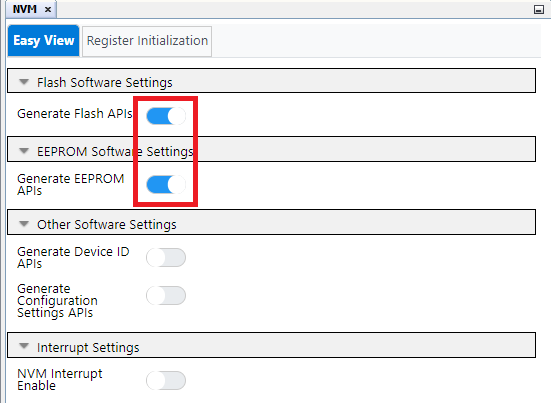 NVM
Easy View
Register Initialization
Flash Software Settings
Generate Flash APIs
EEPROM Software Settings
Generate EEPROM
APIs
Other Software Settings
Generate Device ID
APIs
Generate
Configuration
Settings APIs
Interrupt Settings
NVM Interrupt
Enable